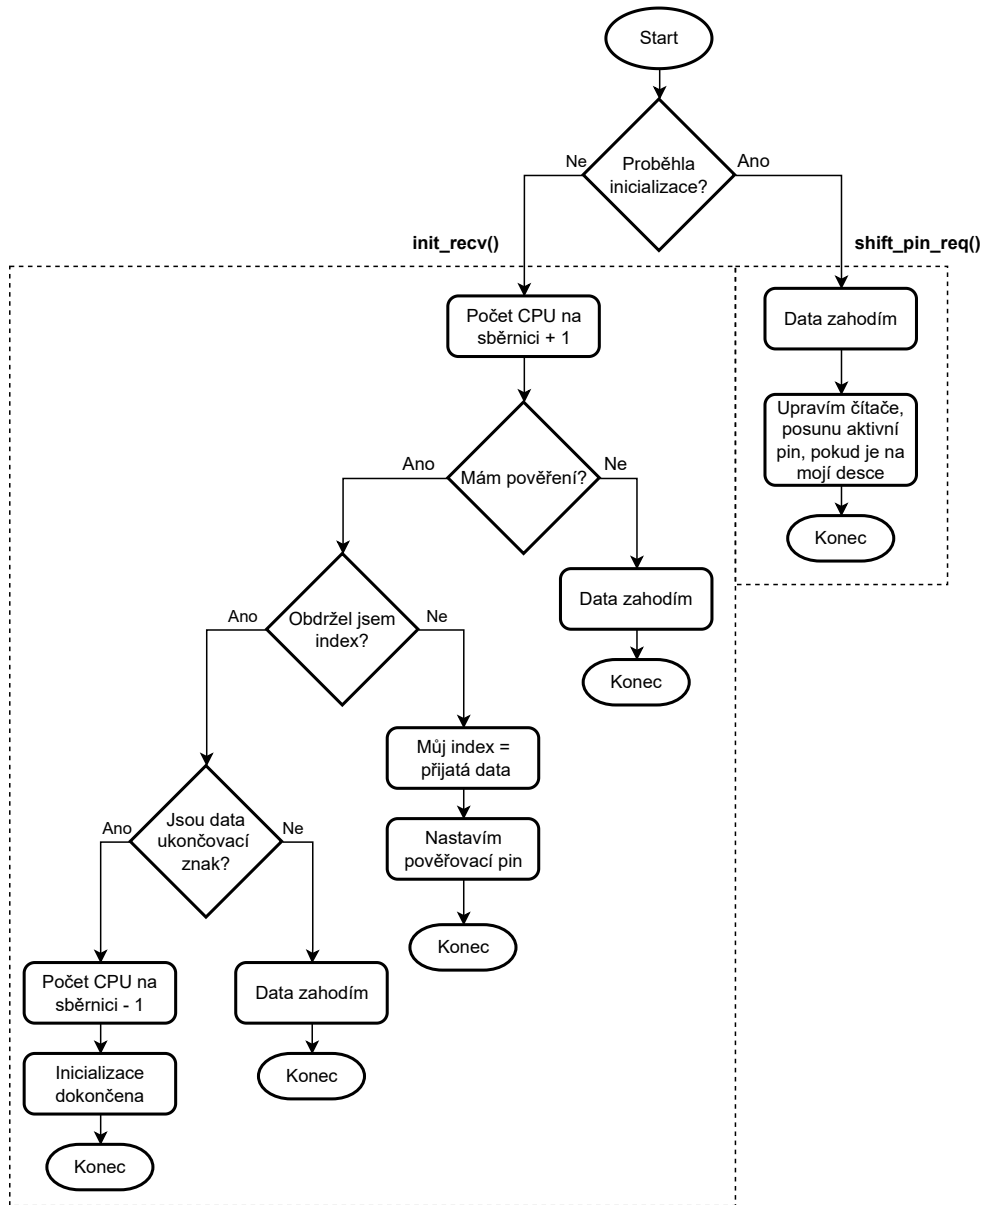 Start
Proběhla
inicializace?
Ne
Ano
init_recv()
shift_pin_req()
Počet CPU na
sběrnici + 1
Data zahodím
Upravím čítače,
posunu aktivní
pin, pokud je na
mojí desce
Konec
Mám pověření?
Ano
Ne
Data zahodím
Konec
Obdržel jsem
index?
Ano
Ne
Můj index =
přijatá data
Nastavím
pověřovací pin
Konec
Jsou data
ukončovací
znak?
Ano
Ne
Počet CPU na
sběrnici - 1
Inicializace
dokončena
Konec
Data zahodím
Konec